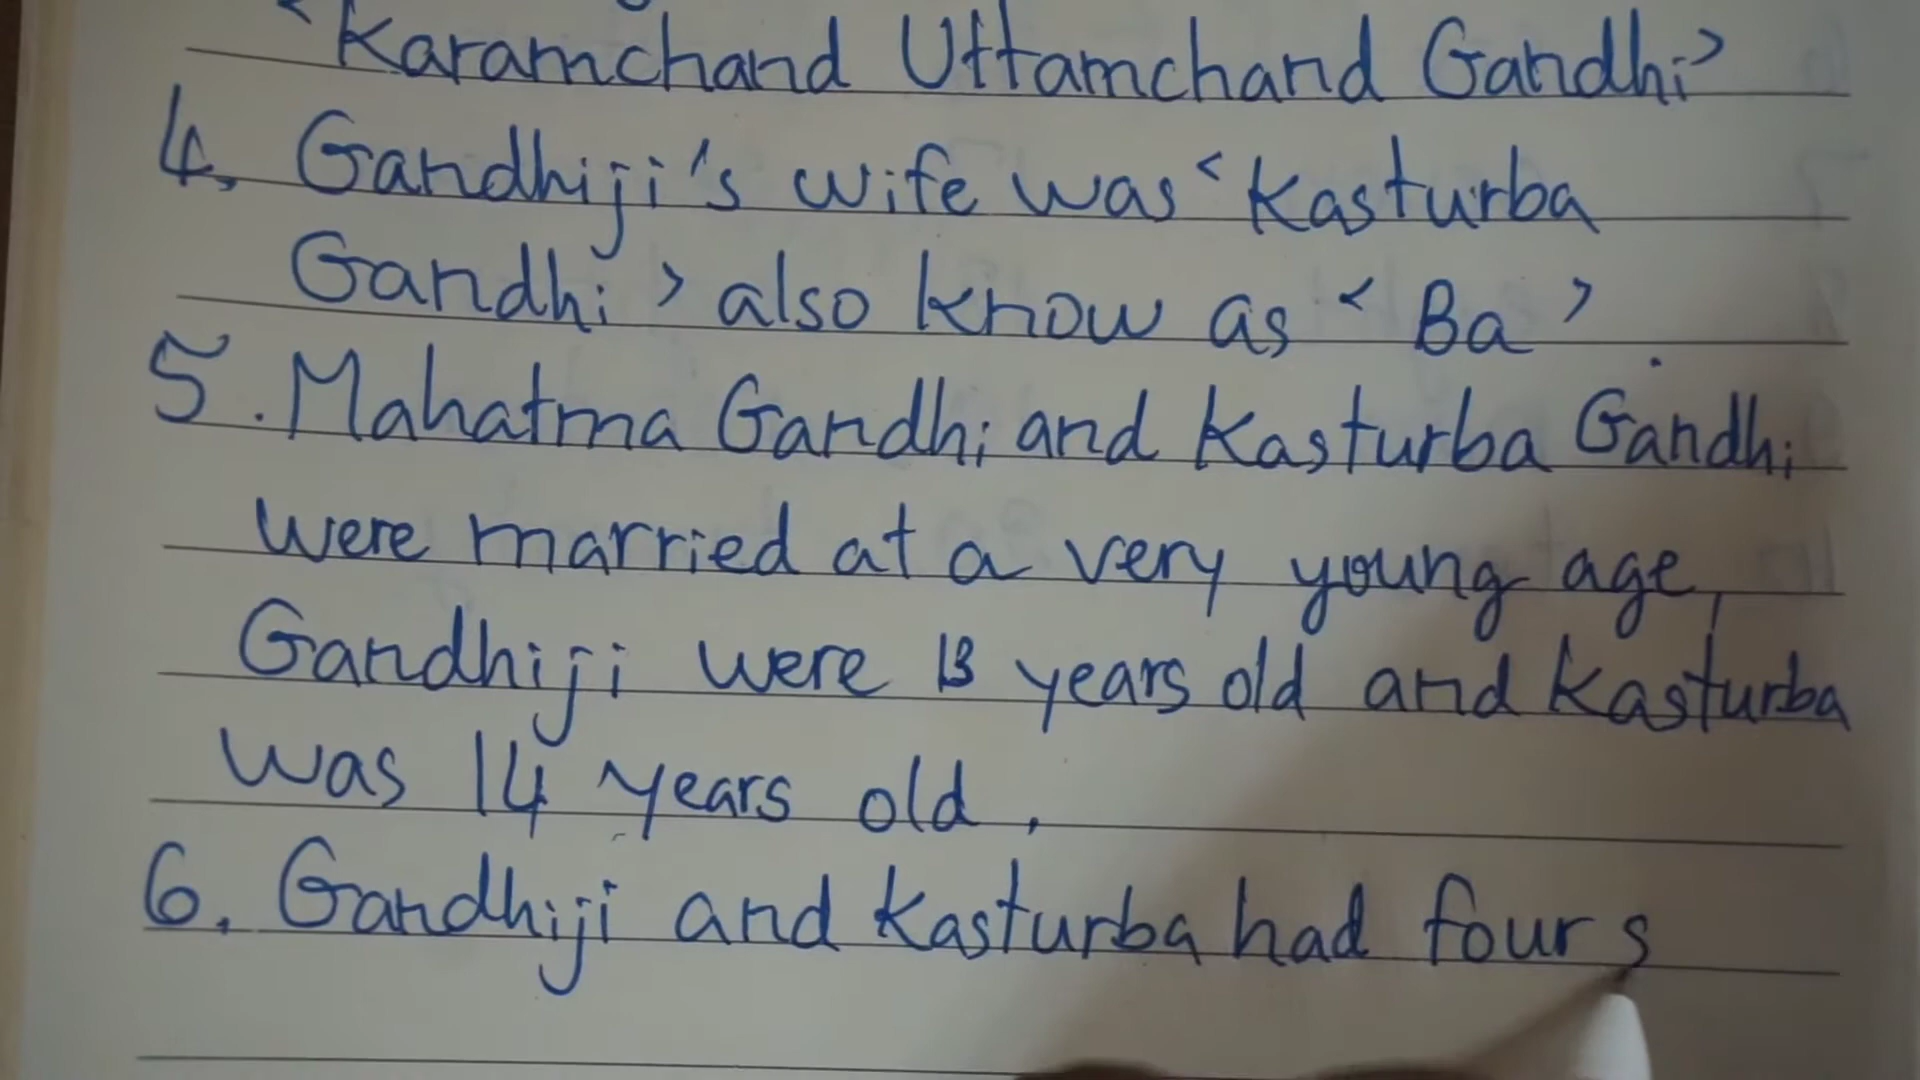 ‹Karamchand Uttamchand Gandhi›
4. Gandhiji's wife was ‹Kasturba
Gandhi› also know as ‹Ba›.
5. Mahatma Gandhi and Kasturba Gandhi
were married at a very young age,
Gandhiji were 13 years old and Kasturba
was 14 years old.
6. Gandhiji and Kasturba had four s